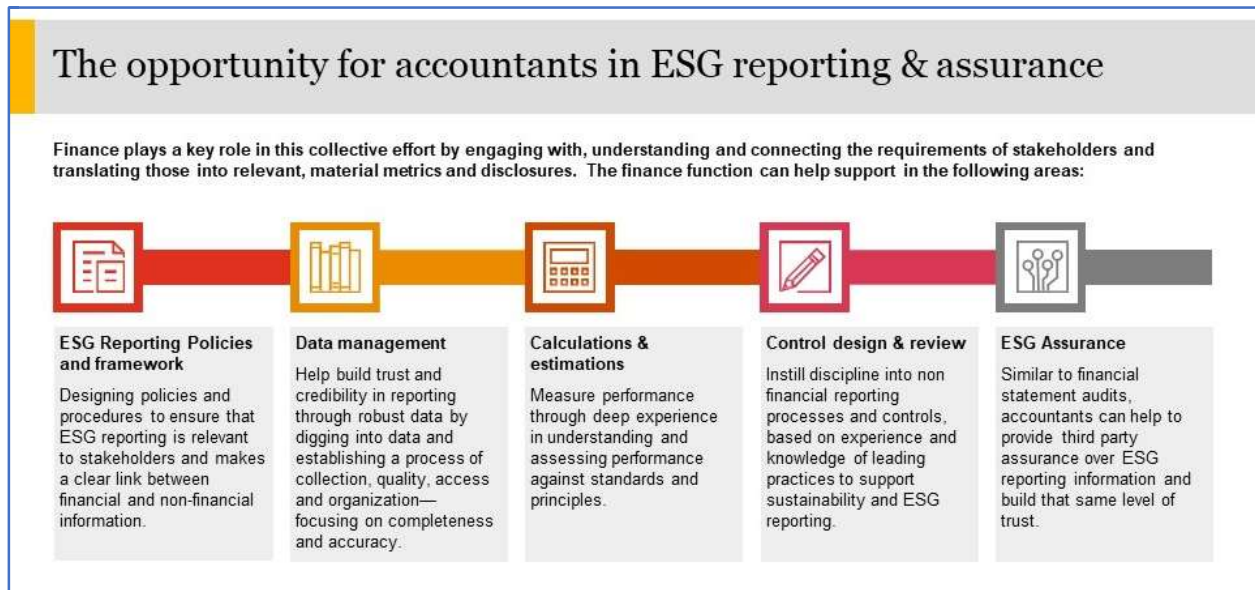 The opportunity for accountants in ESG reporting & assurance
Finance plays a key role in this collective effort by engaging with, understanding and connecting the requirements of stakeholders and
translating those into relevant, material metrics and disclosures. The finance function can help support in the following areas:
ESG Reporting Policies
and framework
Designing policies and
procedures to ensure that
ESG reporting is relevant
to stakeholders and makes
a clear link between
financial and non-financial
information.
Data management
Help build trust and
credibility in reporting
through robust data by
digging into data and
establishing a process of
collection, quality, access
and organization—
focusing on completeness
and accuracy.
Calculations &
estimations
Measure performance
through deep experience
in understanding and
assessing performance
against standards and
principles.
Control design & review
Instill discipline into non
financial reporting
processes and controls,
based on experience and
knowledge of leading
practices to support
sustainability and ESG
reporting.
ESG Assurance
Similar to financial
statement audits,
accountants can help to
provide third party
assurance over ESG
reporting information and
build that same level of
trust.